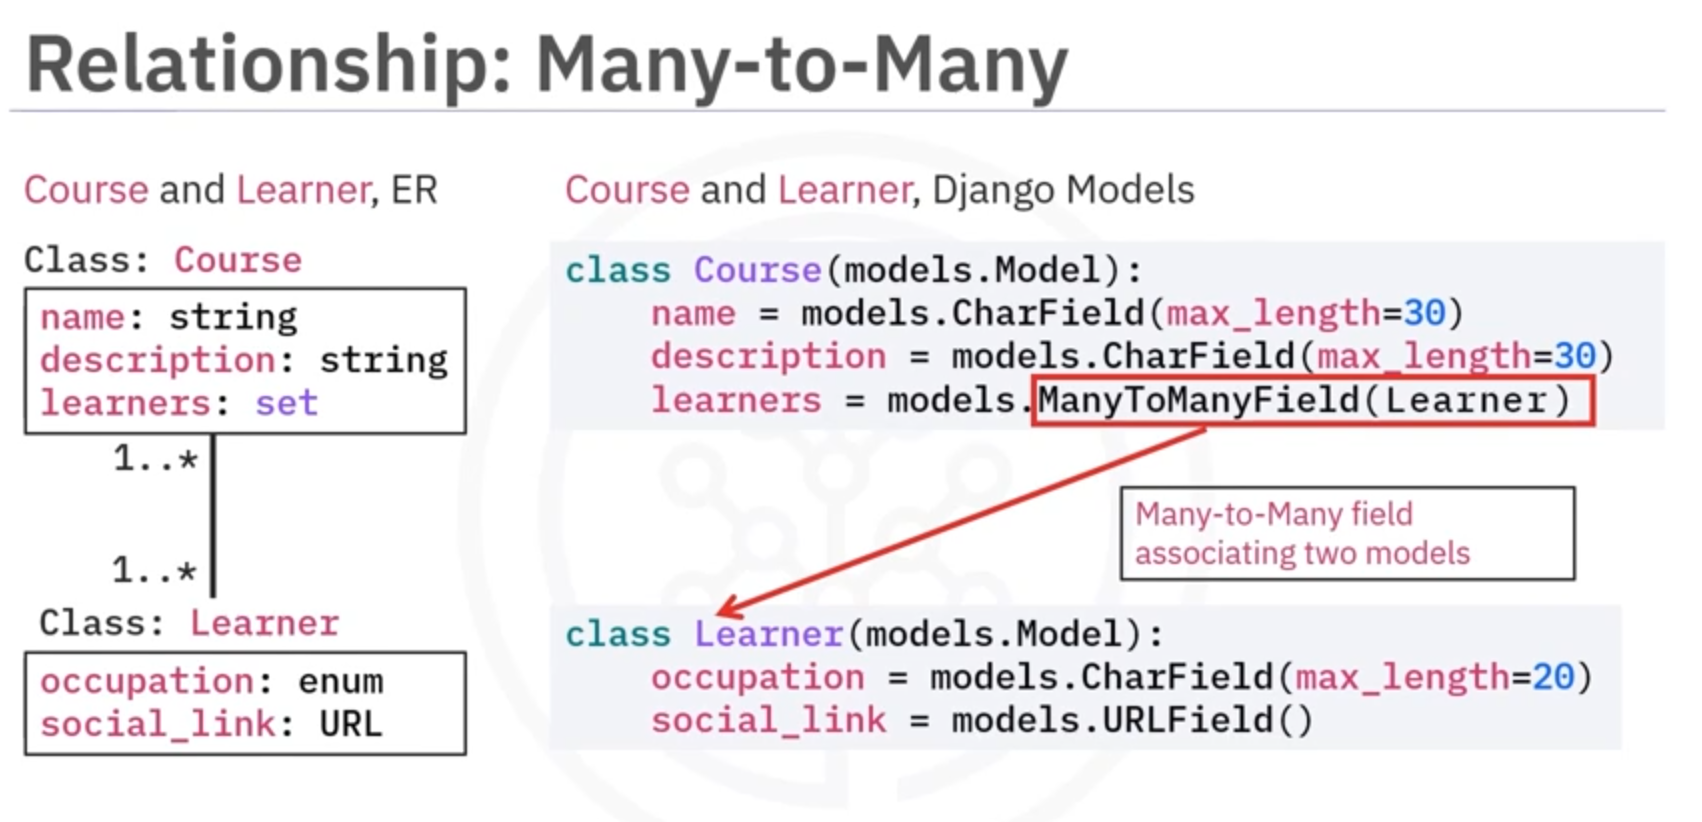 Relationship: Many-to-Many
Course and Learner, ER
Class: Course
name: string
description: string
learners: set
1..*
1..*
Class: Learner
occupation: enum
social_link: URL
Course and Learner, Django Models
class Course(models.Model):
    name = models.CharField(max_length=30)
    description = models.CharField(max_length=30)
    learners = models.ManyToManyField(Learner)
Many-to-Many field
associating two models
class Learner(models.Model):
    occupation = models.CharField(max_length=20)
    social_link = models.URLField()